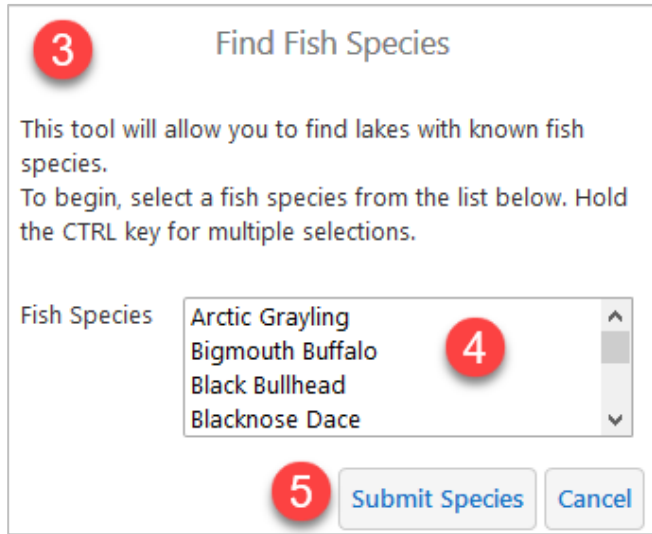 3
Find Fish Species
This tool will allow you to find lakes with known fish
species.
To begin, select a fish species from the list below. Hold
the CTRL key for multiple selections.
Fish Species
Arctic Grayling
Bigmouth Buffalo
4
Black Bullhead
Blacknose Dace
5
Submit Species
Cancel